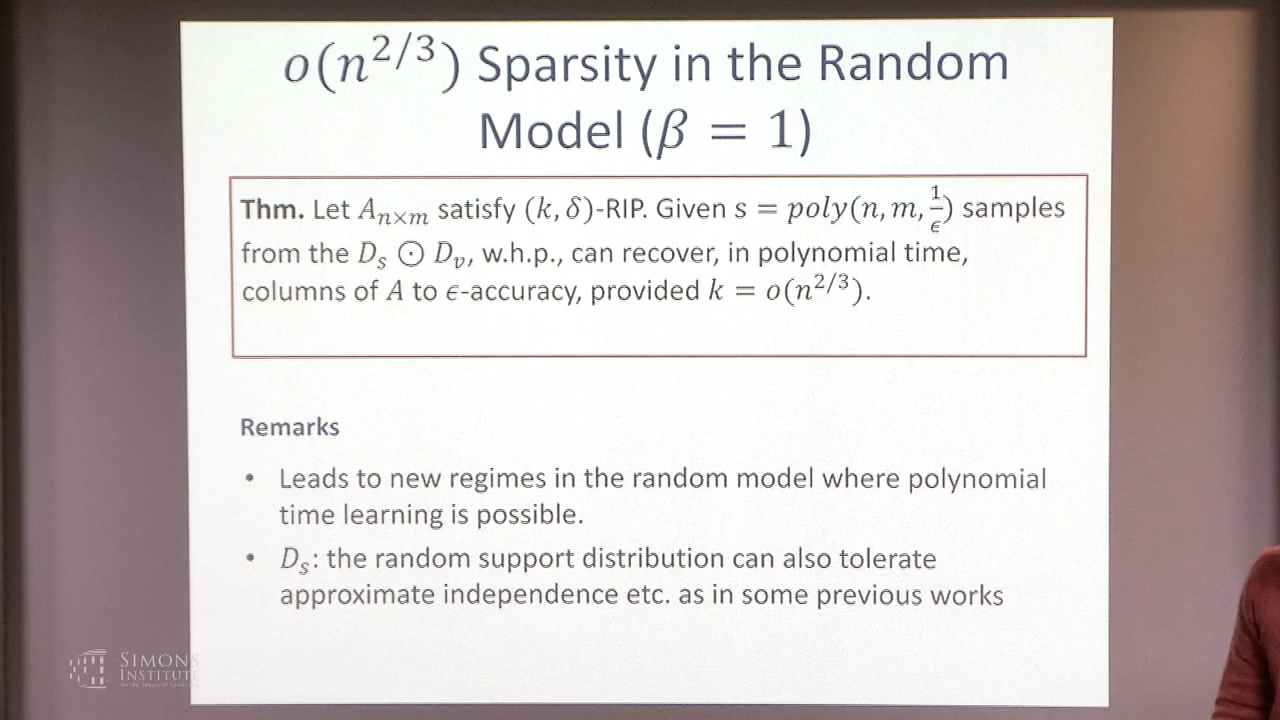 o(n^{2/3}) Sparsity in the Random
Model (β = 1)
Thm. Let A_{n×m} satisfy (k, δ)-RIP. Given s = poly(n, m, 1/ϵ) samples
from the D_s ⊙ D_v, w.h.p., can recover, in polynomial time,
columns of A to ϵ-accuracy, provided k = o(n^{2/3}).
Remarks
• Leads to new regimes in the random model where polynomial
time learning is possible.
• D_s: the random support distribution can also tolerate
approximate independence etc. as in some previous works
SIMONS
INSTITUTE